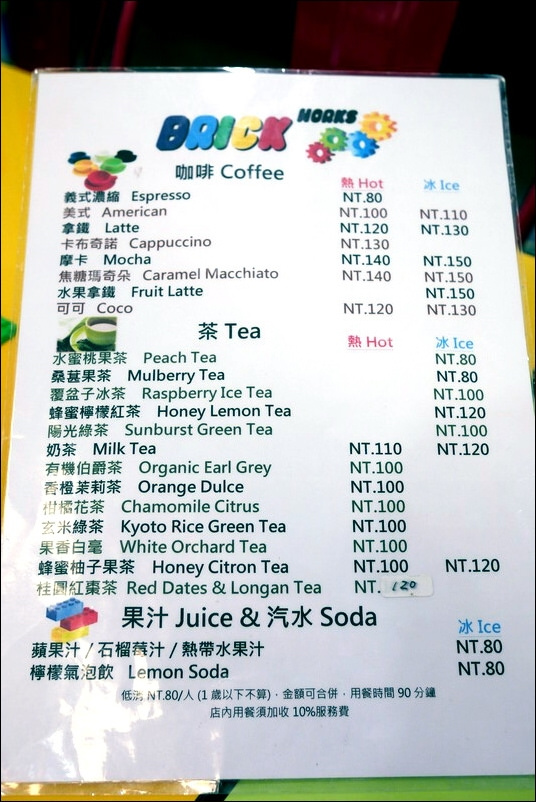 BRICK WORKS
咖啡 Coffee
熱 Hot 冰 Ice
義式濃縮 Espresso NT.80
美式 American NT.100 NT.110
拿鐵 Latte NT.120 NT.130
卡布奇諾 Cappuccino NT.130
摩卡 Mocha NT.140 NT.150
焦糖瑪奇朵 Caramel Macchiato NT.140 NT.150
水果拿鐵 Fruit Latte NT.150
可可 Coco NT.120 NT.130
茶 Tea 熱 Hot 冰 Ice
水蜜桃果茶 Peach Tea NT.80
桑葚果茶 Mulberry Tea NT.80
覆盆子冰茶 Raspberry Ice Tea NT.100
蜂蜜檸檬紅茶 Honey Lemon Tea NT.120
陽光綠茶 Sunburst Green Tea NT.100
奶茶 Milk Tea NT.110 NT.120
有機伯爵茶 Organic Earl Grey NT.100
香橙茉莉茶 Orange Dulce NT.100
柑橘花茶 Chamomile Citrus NT.100
玄米綠茶 Kyoto Rice Green Tea NT.100
果香白毫 White Orchard Tea NT.100
蜂蜜柚子果茶 Honey Citron Tea NT.100 NT.120
桂圓紅棗茶 Red Dates & Longan Tea NT. 120
果汁 Juice & 汽水 Soda
冰 Ice
蘋果汁 / 石榴莓汁 / 熱帶水果汁 NT.80
檸檬氣泡飲 Lemon Soda NT.80
低消 NT.80/人 (1 歲以下不算)，金額可合併，用餐時間 90 分鐘
店內用餐須加收 10%服務費